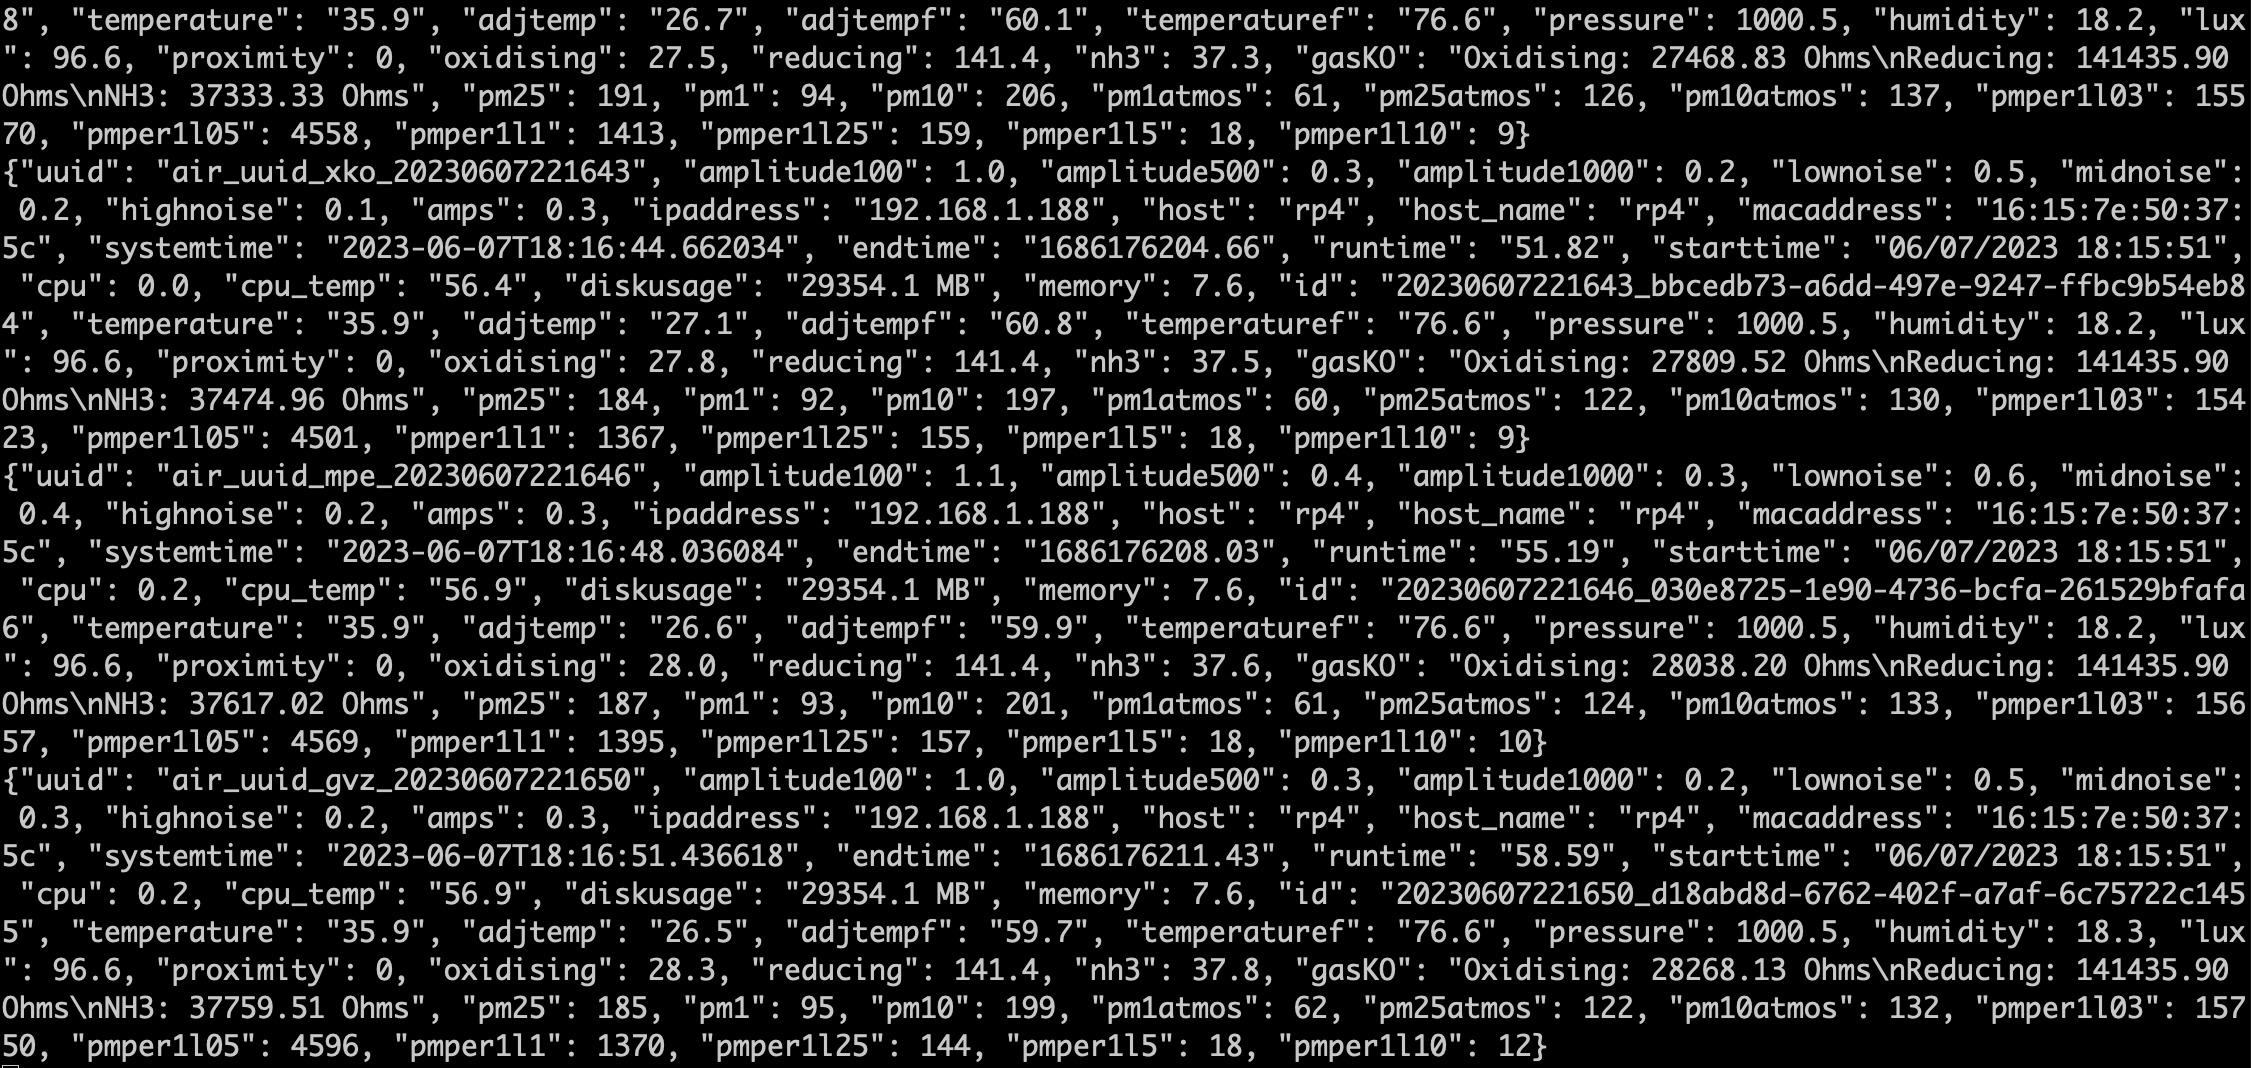 8", "temperature": "35.9", "adjtemp": "26.7", "adjtempf": "60.1", "temperaturef": "76.6", "pressure": 1000.5, "humidity": 18.2, "lux
": 96.6, "proximity": 0, "oxidising": 27.5, "reducing": 141.4, "nh3": 37.3, "gasKO": "Oxidising: 27468.83 Ohms\nReducing: 141435.90
Ohms\nNH3: 37333.33 Ohms", "pm25": 191, "pm1": 94, "pm10": 206, "pm1atmos": 61, "pm25atmos": 126, "pm10atmos": 137, "pmper1l03": 155
70, "pmper1l05": 4558, "pmper1l1": 1413, "pmper1l25": 159, "pmper1l5": 18, "pmper1l10": 9}
{"uuid": "air_uuid_xko_20230607221643", "amplitude100": 1.0, "amplitude500": 0.3, "amplitude1000": 0.2, "lownoise": 0.5, "midnoise":
 0.2, "highnoise": 0.1, "amps": 0.3, "ipaddress": "192.168.1.188", "host": "rp4", "host_name": "rp4", "macaddress": "16:15:7e:50:37:
5c", "systemtime": "2023-06-07T18:16:44.662034", "endtime": "1686176204.66", "runtime": "51.82", "starttime": "06/07/2023 18:15:51",
 "cpu": 0.0, "cpu_temp": "56.4", "diskusage": "29354.1 MB", "memory": 7.6, "id": "20230607221643_bbcedb73-a6dd-497e-9247-ffbc9b54eb8
4", "temperature": "35.9", "adjtemp": "27.1", "adjtempf": "60.8", "temperaturef": "76.6", "pressure": 1000.5, "humidity": 18.2, "lux
": 96.6, "proximity": 0, "oxidising": 27.8, "reducing": 141.4, "nh3": 37.5, "gasKO": "Oxidising: 27809.52 Ohms\nReducing: 141435.90
Ohms\nNH3: 37474.96 Ohms", "pm25": 184, "pm1": 92, "pm10": 197, "pm1atmos": 60, "pm25atmos": 122, "pm10atmos": 130, "pmper1l03": 154
23, "pmper1l05": 4501, "pmper1l1": 1367, "pmper1l25": 155, "pmper1l5": 18, "pmper1l10": 9}
{"uuid": "air_uuid_mpe_20230607221646", "amplitude100": 1.1, "amplitude500": 0.4, "amplitude1000": 0.3, "lownoise": 0.6, "midnoise":
 0.4, "highnoise": 0.2, "amps": 0.3, "ipaddress": "192.168.1.188", "host": "rp4", "host_name": "rp4", "macaddress": "16:15:7e:50:37:
5c", "systemtime": "2023-06-07T18:16:48.036084", "endtime": "1686176208.03", "runtime": "55.19", "starttime": "06/07/2023 18:15:51",
 "cpu": 0.2, "cpu_temp": "56.9", "diskusage": "29354.1 MB", "memory": 7.6, "id": "20230607221646_030e8725-1e90-4736-bcfa-261529bfafa
6", "temperature": "35.9", "adjtemp": "26.6", "adjtempf": "59.9", "temperaturef": "76.6", "pressure": 1000.5, "humidity": 18.2, "lux
": 96.6, "proximity": 0, "oxidising": 28.0, "reducing": 141.4, "nh3": 37.6, "gasKO": "Oxidising: 28038.20 Ohms\nReducing: 141435.90
Ohms\nNH3: 37617.02 Ohms", "pm25": 187, "pm1": 93, "pm10": 201, "pm1atmos": 61, "pm25atmos": 124, "pm10atmos": 133, "pmper1l03": 156
57, "pmper1l05": 4569, "pmper1l1": 1395, "pmper1l25": 157, "pmper1l5": 18, "pmper1l10": 10}
{"uuid": "air_uuid_gvz_20230607221650", "amplitude100": 1.0, "amplitude500": 0.3, "amplitude1000": 0.2, "lownoise": 0.5, "midnoise":
 0.3, "highnoise": 0.2, "amps": 0.3, "ipaddress": "192.168.1.188", "host": "rp4", "host_name": "rp4", "macaddress": "16:15:7e:50:37:
5c", "systemtime": "2023-06-07T18:16:51.436618", "endtime": "1686176211.43", "runtime": "58.59", "starttime": "06/07/2023 18:15:51",
 "cpu": 0.2, "cpu_temp": "56.9", "diskusage": "29354.1 MB", "memory": 7.6, "id": "20230607221650_d18abd8d-6762-402f-a7af-6c75722c145
5", "temperature": "35.9", "adjtemp": "26.5", "adjtempf": "59.7", "temperaturef": "76.6", "pressure": 1000.5, "humidity": 18.3, "lux
": 96.6, "proximity": 0, "oxidising": 28.3, "reducing": 141.4, "nh3": 37.8, "gasKO": "Oxidising: 28268.13 Ohms\nReducing: 141435.90
Ohms\nNH3: 37759.51 Ohms", "pm25": 185, "pm1": 95, "pm10": 199, "pm1atmos": 62, "pm25atmos": 122, "pm10atmos": 132, "pmper1l03": 157
50, "pmper1l05": 4596, "pmper1l1": 1370, "pmper1l25": 144, "pmper1l5": 18, "pmper1l10": 12}